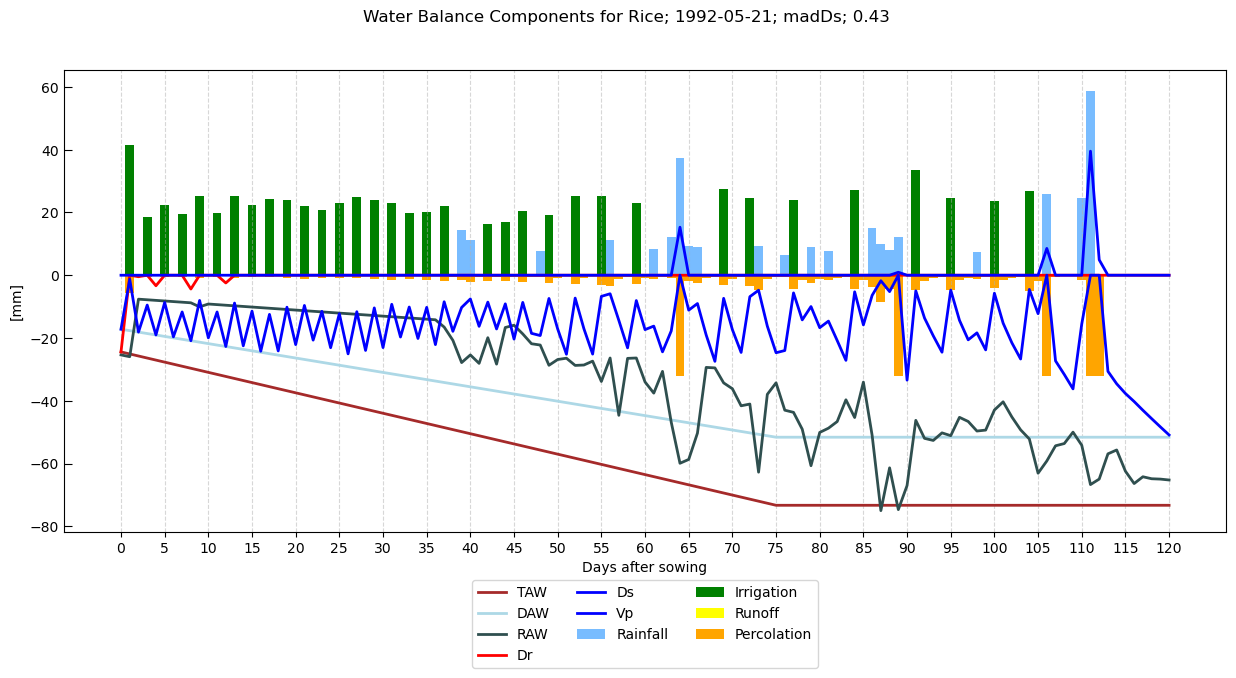 Water Balance Components for Rice; 1992-05-21; madDs; 0.43
60
40
20
0
−20
−40
−60
−80
[mm]
0 5 10 15 20 25 30 35 40 45 50 55 60 65 70 75 80 85 90 95 100 105 110 115 120
Days after sowing
TAW Ds Irrigation
DAW Vp Runoff
RAW Rainfall Percolation
Dr